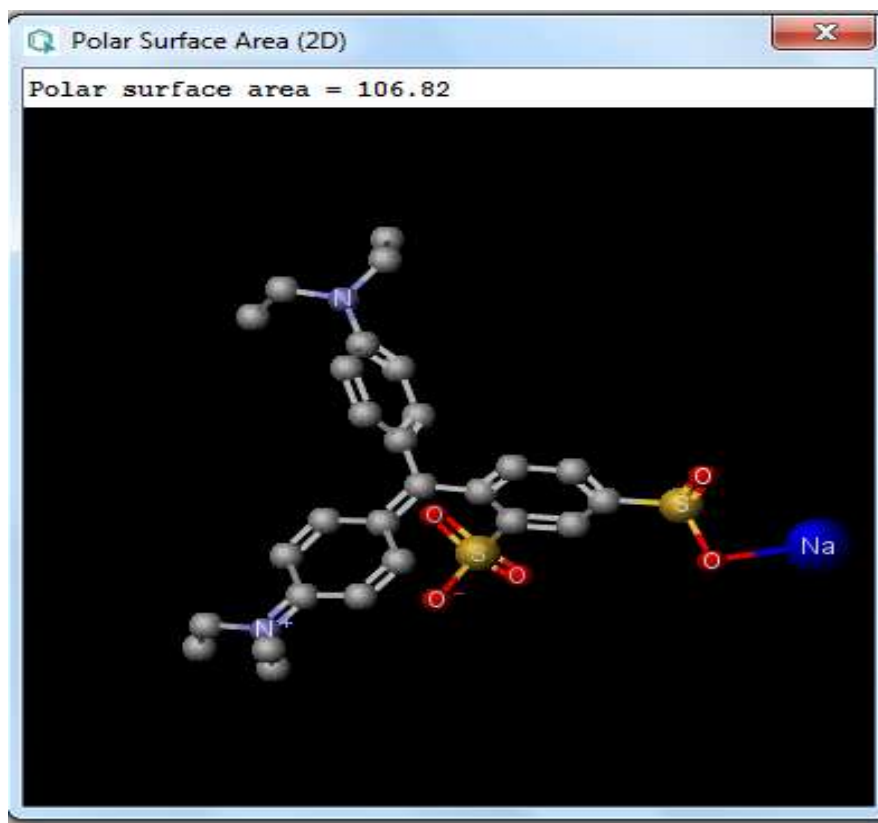 Polar Surface Area (2D)
Polar surface area = 106.82
N
O
O
S
S
Na
O
O
O -
N+